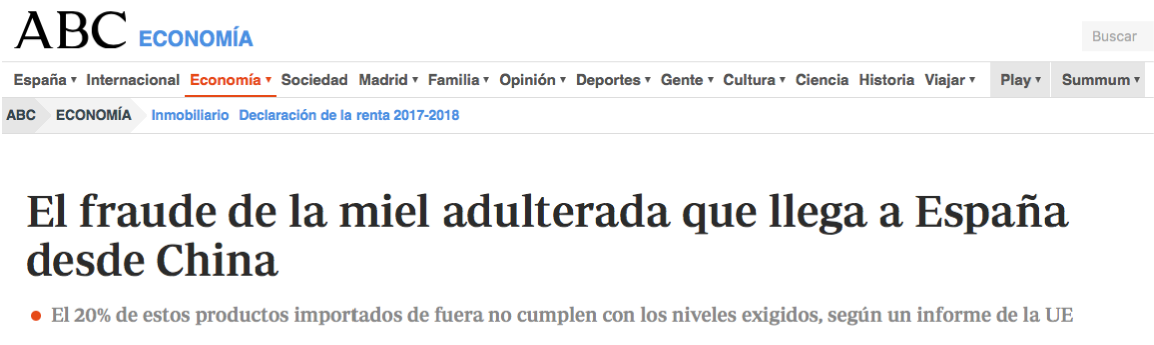 ABC ECONOMÍA
Buscar
España Internacional Economía Sociedad Madrid Familia Opinión Deportes Gente Cultura Ciencia Historia Viajar Play Summum
ABC ECONOMÍA Inmobiliario Declaración de la renta 2017-2018
El fraude de la miel adulterada que llega a España
desde China
El 20% de estos productos importados de fuera no cumplen con los niveles exigidos, según un informe de la UE